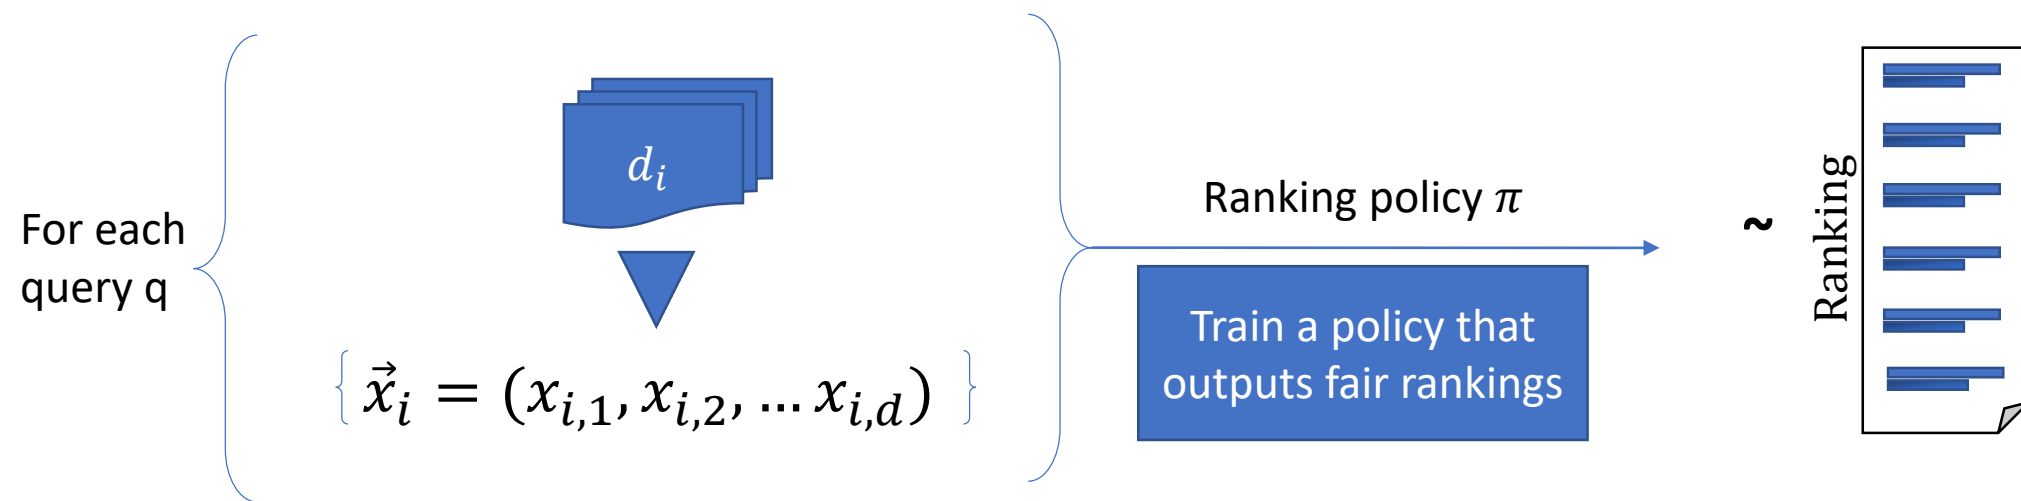 For each
query q
d_i
{ x⃗_i = (x_{i,1}, x_{i,2}, … x_{i,d}) }
Ranking policy π
Train a policy that
outputs fair rankings
~
Ranking